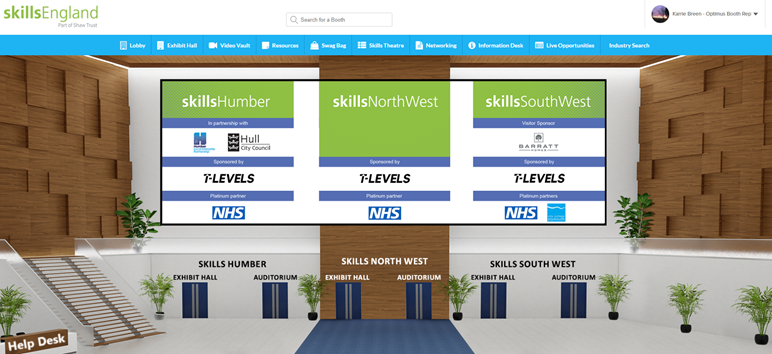 skillsEngland
Part of Shaw Trust
Search for a Booth
Karrie Breen - Optimus Booth Rep
Lobby
Exhibit Hall
Video Vault
Resources
Swag Bag
Skills Theatre
Networking
Information Desk
Live Opportunities
Industry Search
skillsHumber
skillsNorthWest
skillsSouthWest
In partnership with
Visitor Sponsor
Humber
Hull
City Council
BARRATT
HOMES
Sponsored by
Sponsored by
Sponsored by
T-LEVELS
T-LEVELS
T-LEVELS
Platinum partner
Platinum partner
Platinum partners
NHS
NHS
NHS
SKILLS HUMBER
SKILLS NORTH WEST
SKILLS SOUTH WEST
EXHIBIT HALL
AUDITORIUM
EXHIBIT HALL
AUDITORIUM
EXHIBIT HALL
AUDITORIUM
Help Desk